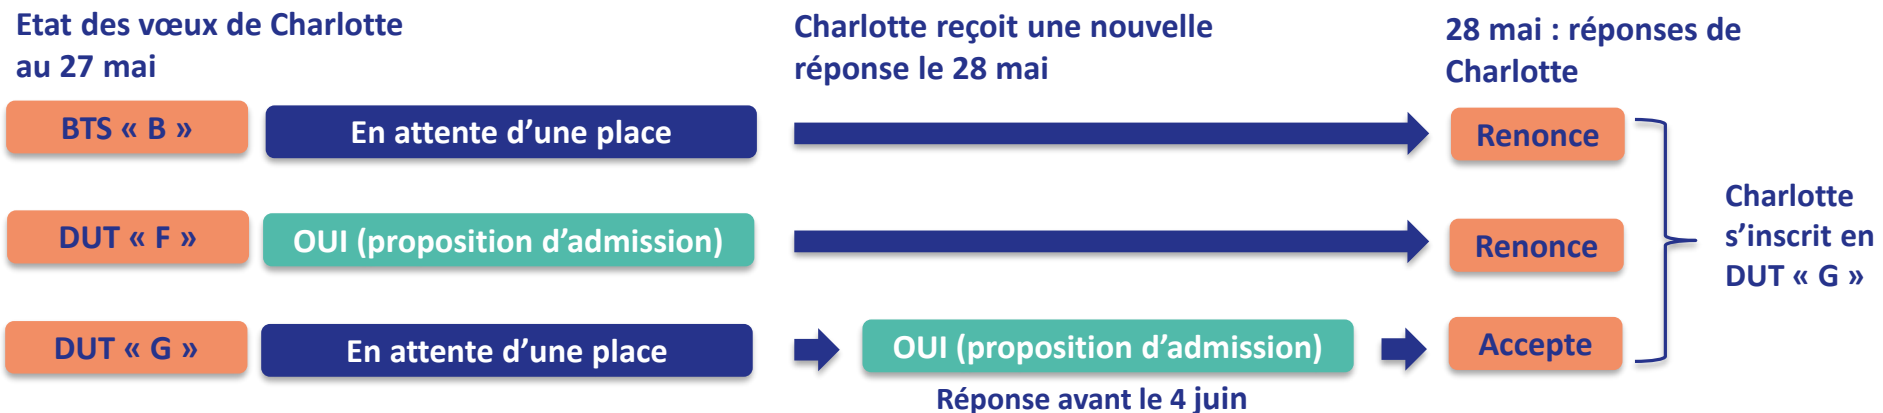 Etat des vœux de Charlotte
au 27 mai
Charlotte reçoit une nouvelle
réponse le 28 mai
28 mai : réponses de
Charlotte
BTS « B »
En attente d’une place
Renonce
DUT « F »
OUI (proposition d’admission)
Renonce
Charlotte
s’inscrit en
DUT « G »
DUT « G »
En attente d’une place
OUI (proposition d’admission)
Accepte
Réponse avant le 4 juin